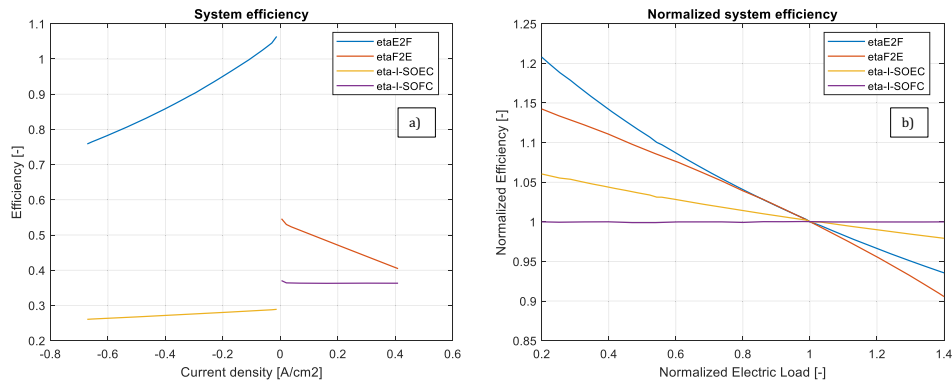 System efficiency
1.1
1
0.9
0.8
0.7
0.6
0.5
0.4
0.3
0.2
Efficiency [-]
-0.8
-0.6
-0.4
-0.2
0
0.2
0.4
0.6
Current density [A/cm2]
etaE2F
etaF2E
eta-I-SOEC
eta-I-SOFC
a)
Normalized system efficiency
1.25
1.2
1.15
1.1
1.05
1
0.95
0.9
0.85
Normalized Efficiency [-]
0.2
0.4
0.6
0.8
1
1.2
1.4
Normalized Electric Load [-]
etaE2F
etaF2E
eta-I-SOEC
eta-I-SOFC
b)